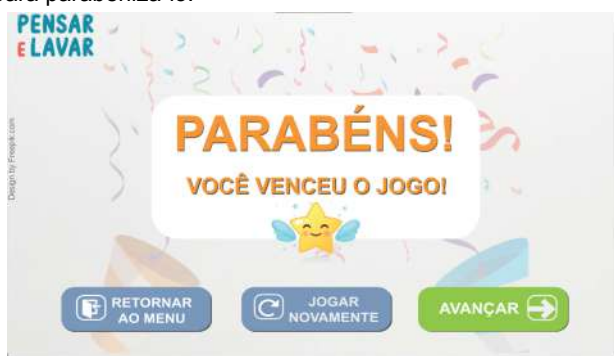 para parabenizá-lo.
PENSAR
E LAVAR
Design by Freepik.com
PARABÉNS!
VOCÊ VENCEU O JOGO!
RETORNAR
AO MENU
JOGAR
NOVAMENTE
AVANÇAR